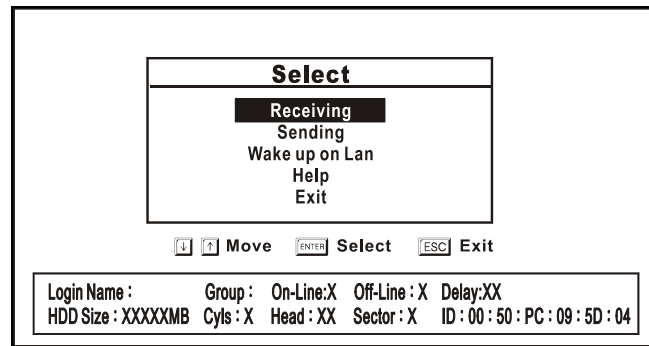 Select
Receiving
Sending
Wake up on Lan
Help
Exit
↓ ↑ Move ENTER Select ESC Exit
Login Name : Group : On-Line:X Off-Line : X Delay:XX
HDD Size : XXXXXMB Cyls : X Head : XX Sector : X ID : 00 : 50 : PC : 09 : 5D : 04